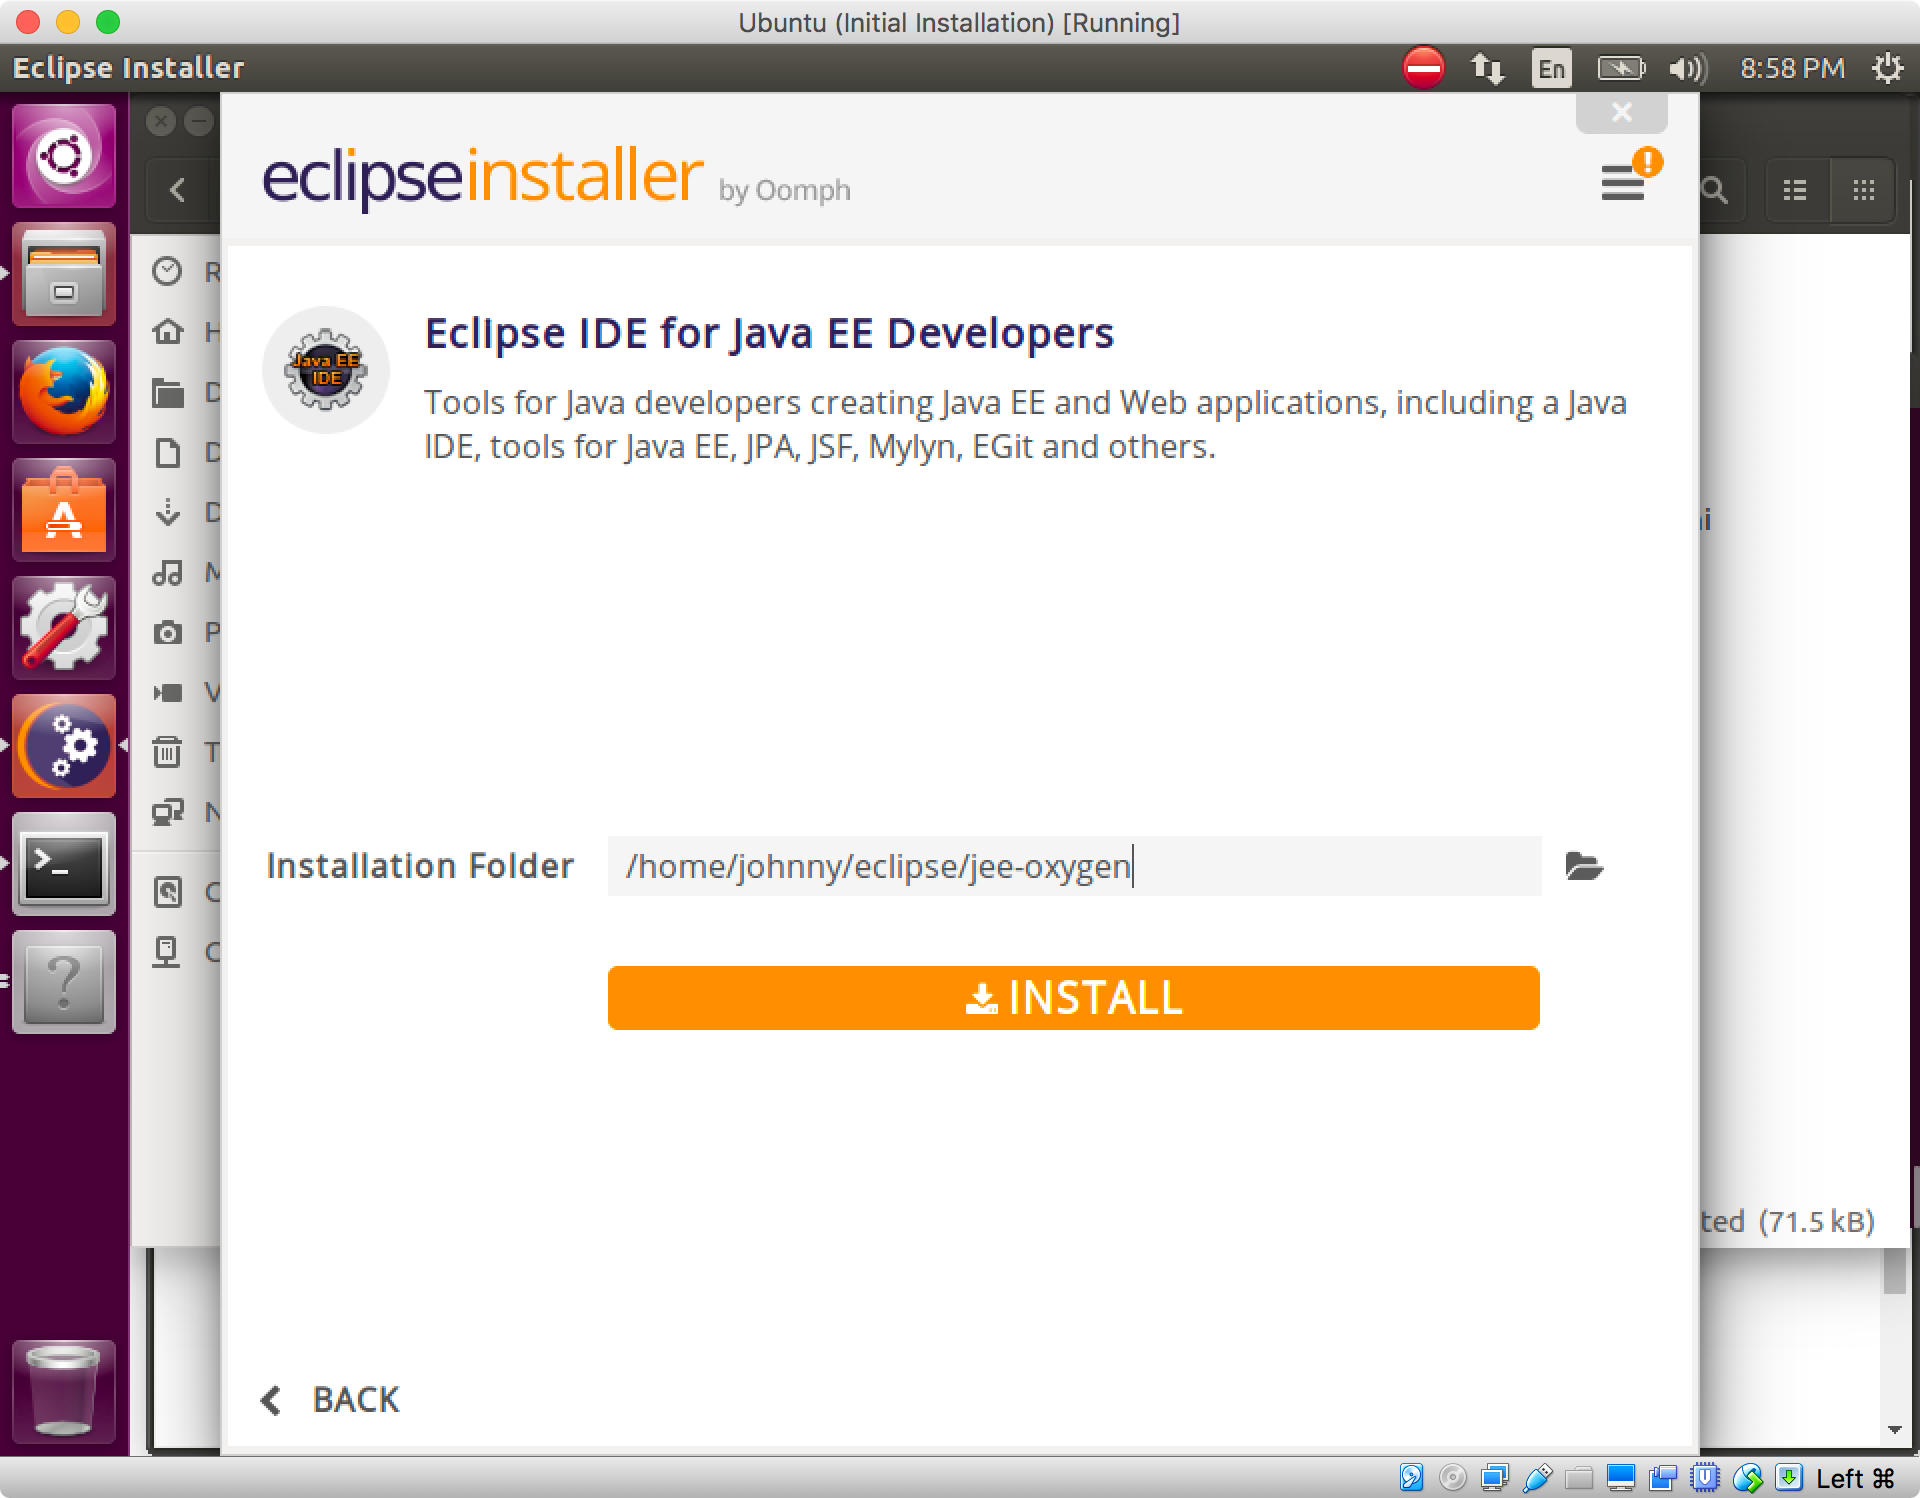 Ubuntu (Initial Installation) [Running]
Eclipse Installer
En
8:58 PM
eclipseinstaller by Oomph
!
Java EE
IDE
Eclipse IDE for Java EE Developers
Tools for Java developers creating Java EE and Web applications, including a Java
IDE, tools for Java EE, JPA, JSF, Mylyn, EGit and others.
R
H
D
D
D
M
P
V
T
N
C
C
Installation Folder
/home/johnny/eclipse/jee-oxygen
INSTALL
ted (71.5 kB)
BACK
Left ⌘